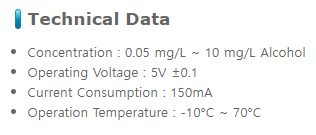 Technical Data
Concentration : 0.05 mg/L ~ 10 mg/L Alcohol
Operating Voltage : 5V ±0.1
Current Consumption : 150mA
Operation Temperature : -10°C ~ 70°C